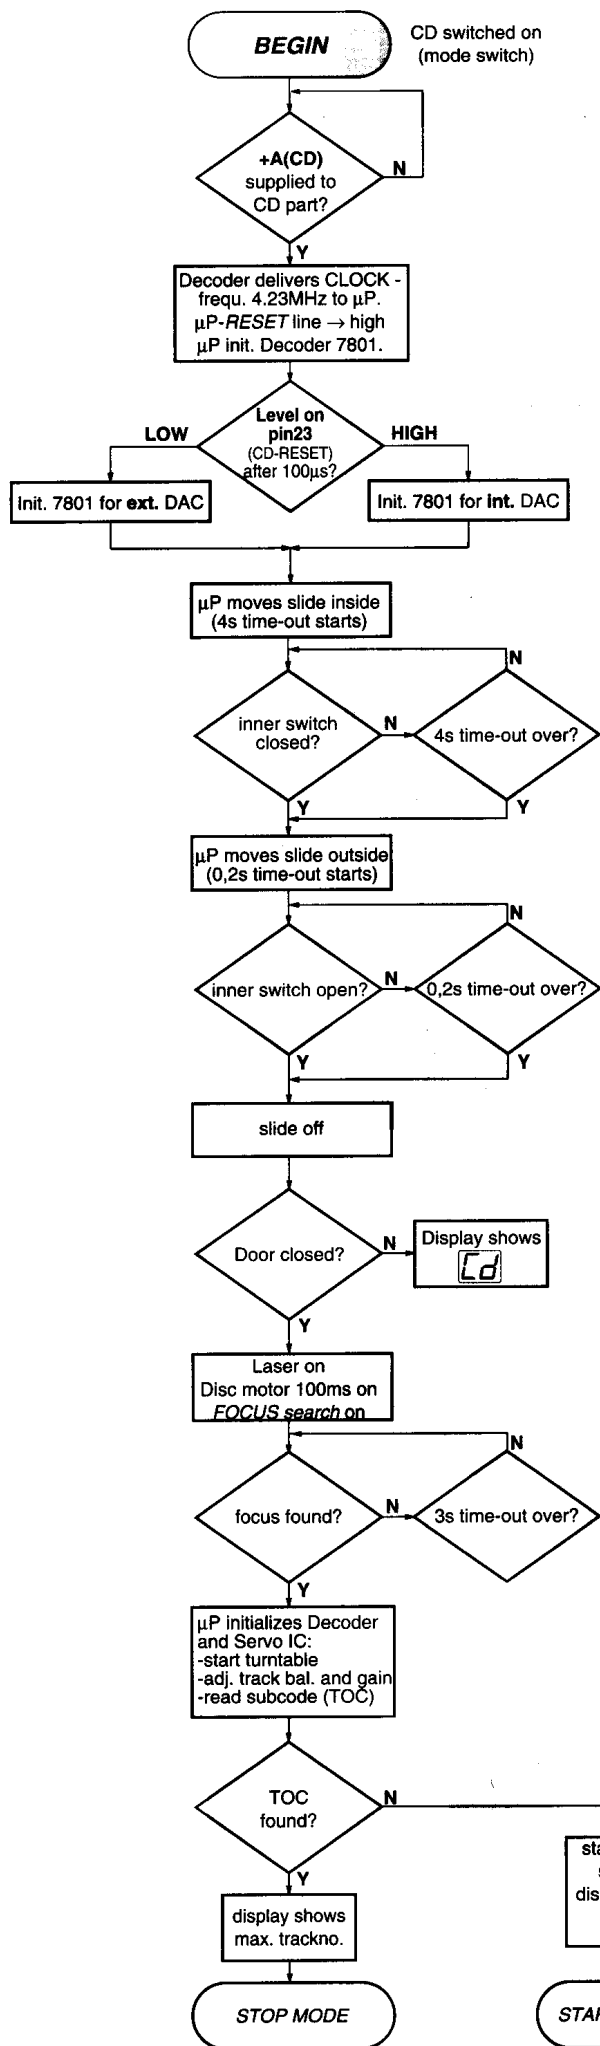 BEGIN
CD switched on
(mode switch)
+A(CD)
supplied to
CD part?
N
Y
Decoder delivers CLOCK -
frequ. 4.23MHz to µP.
µP-RESET line → high
µP init. Decoder 7801.
Level on
pin23
(CD-RESET)
after 100µs?
LOW
HIGH
Init. 7801 for ext. DAC
Init. 7801 for int. DAC
µP moves slide inside
(4s time-out starts)
N
inner switch
closed?
N
4s time-out over?
Y
Y
µP moves slide outside
(0,2s time-out starts)
N
inner switch open?
N
0,2s time-out over?
Y
Y
slide off
Door closed?
N
Display shows
Cd
Y
Laser on
Disc motor 100ms on
FOCUS search on
N
focus found?
N
3s time-out over?
Y
µP initializes Decoder
and Servo IC:
-start turntable
-adj. track bal. and gain
-read subcode (TOC)
TOC
found?
N
Y
display shows
max. trackno.
STOP MODE